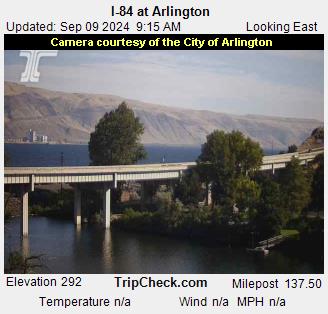 I-84 at Arlington
Updated: Sep 09 2024 9:15 AM Looking East
Camera courtesy of the City of Arlington
Elevation 292 TripCheck.com Milepost 137.50
Temperature n/a Wind n/a MPH n/a